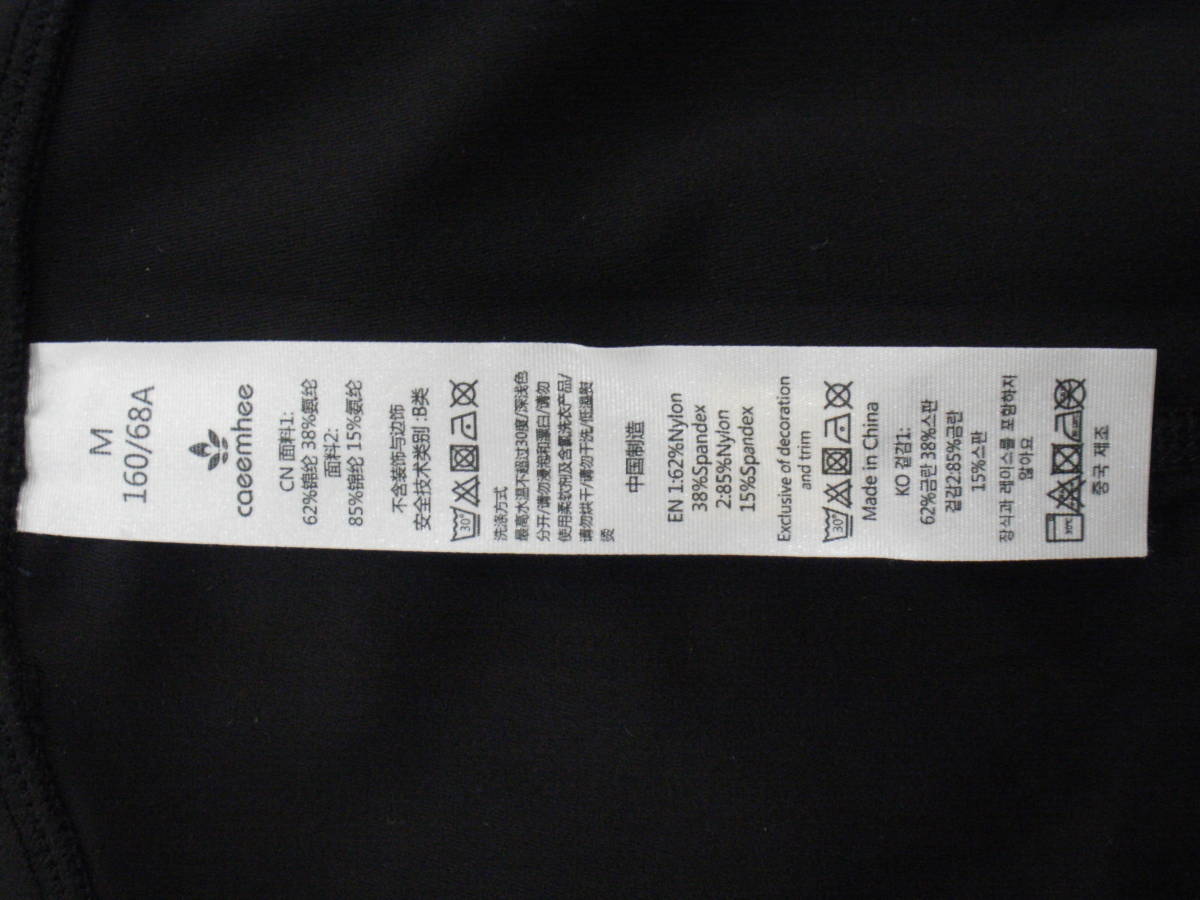 M
160/68A
caeemhee
CN 面料1:
62%锦纶 38%氨纶
面料2:
85%锦纶 15%氨纶
不含装饰与边饰
安全技术类别 :B类
30°
洗涤方式
最高水温不超过30度/深浅色
分开/请勿浸泡和漂白/请勿
使用柔软剂及含氯洗衣产品/
请勿烘干/请勿干洗/低温熨
烫
中国制造
EN 1:62%Nylon
38%Spandex
2:85%Nylon
15%Spandex
Exclusive of decoration
and trim
30°
Made in China
KO 겉감1:
62%금란 38%스판
겉감2:85%금란
15%스판
장식과 레이스를 포함하지
않아요
중국 제조